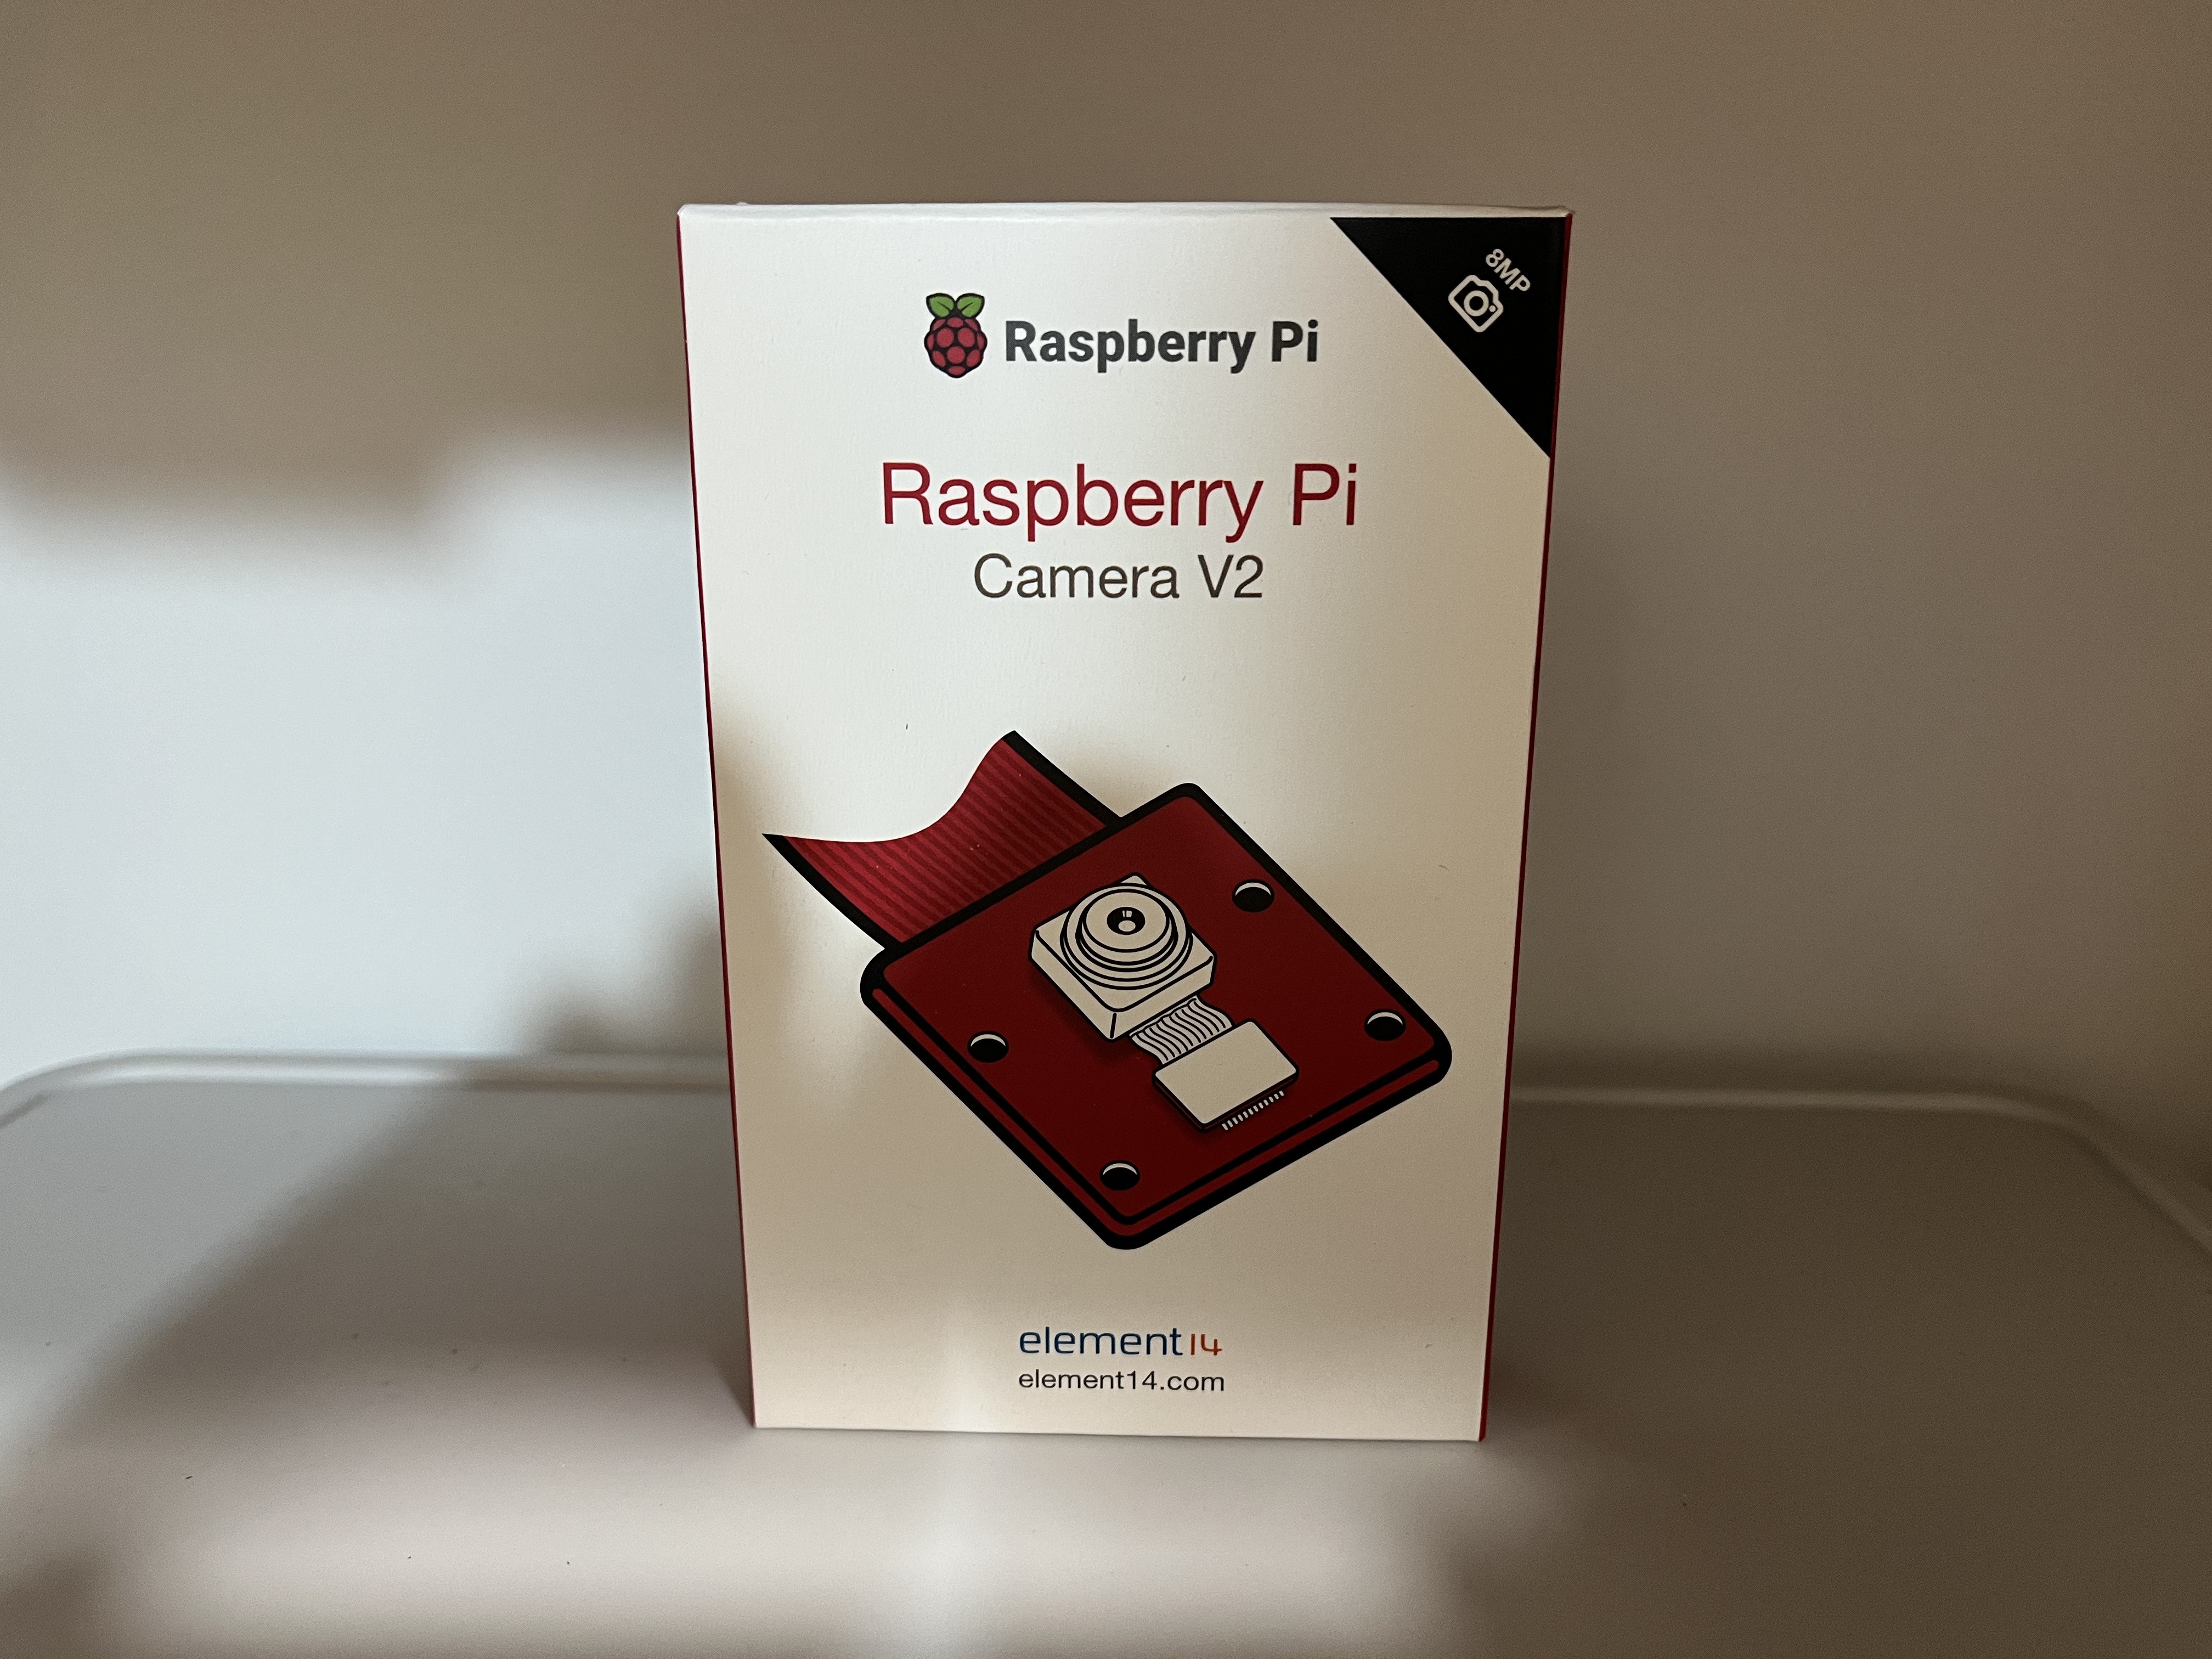 8MP
Raspberry Pi
Raspberry Pi
Camera V2
element14
element14.com